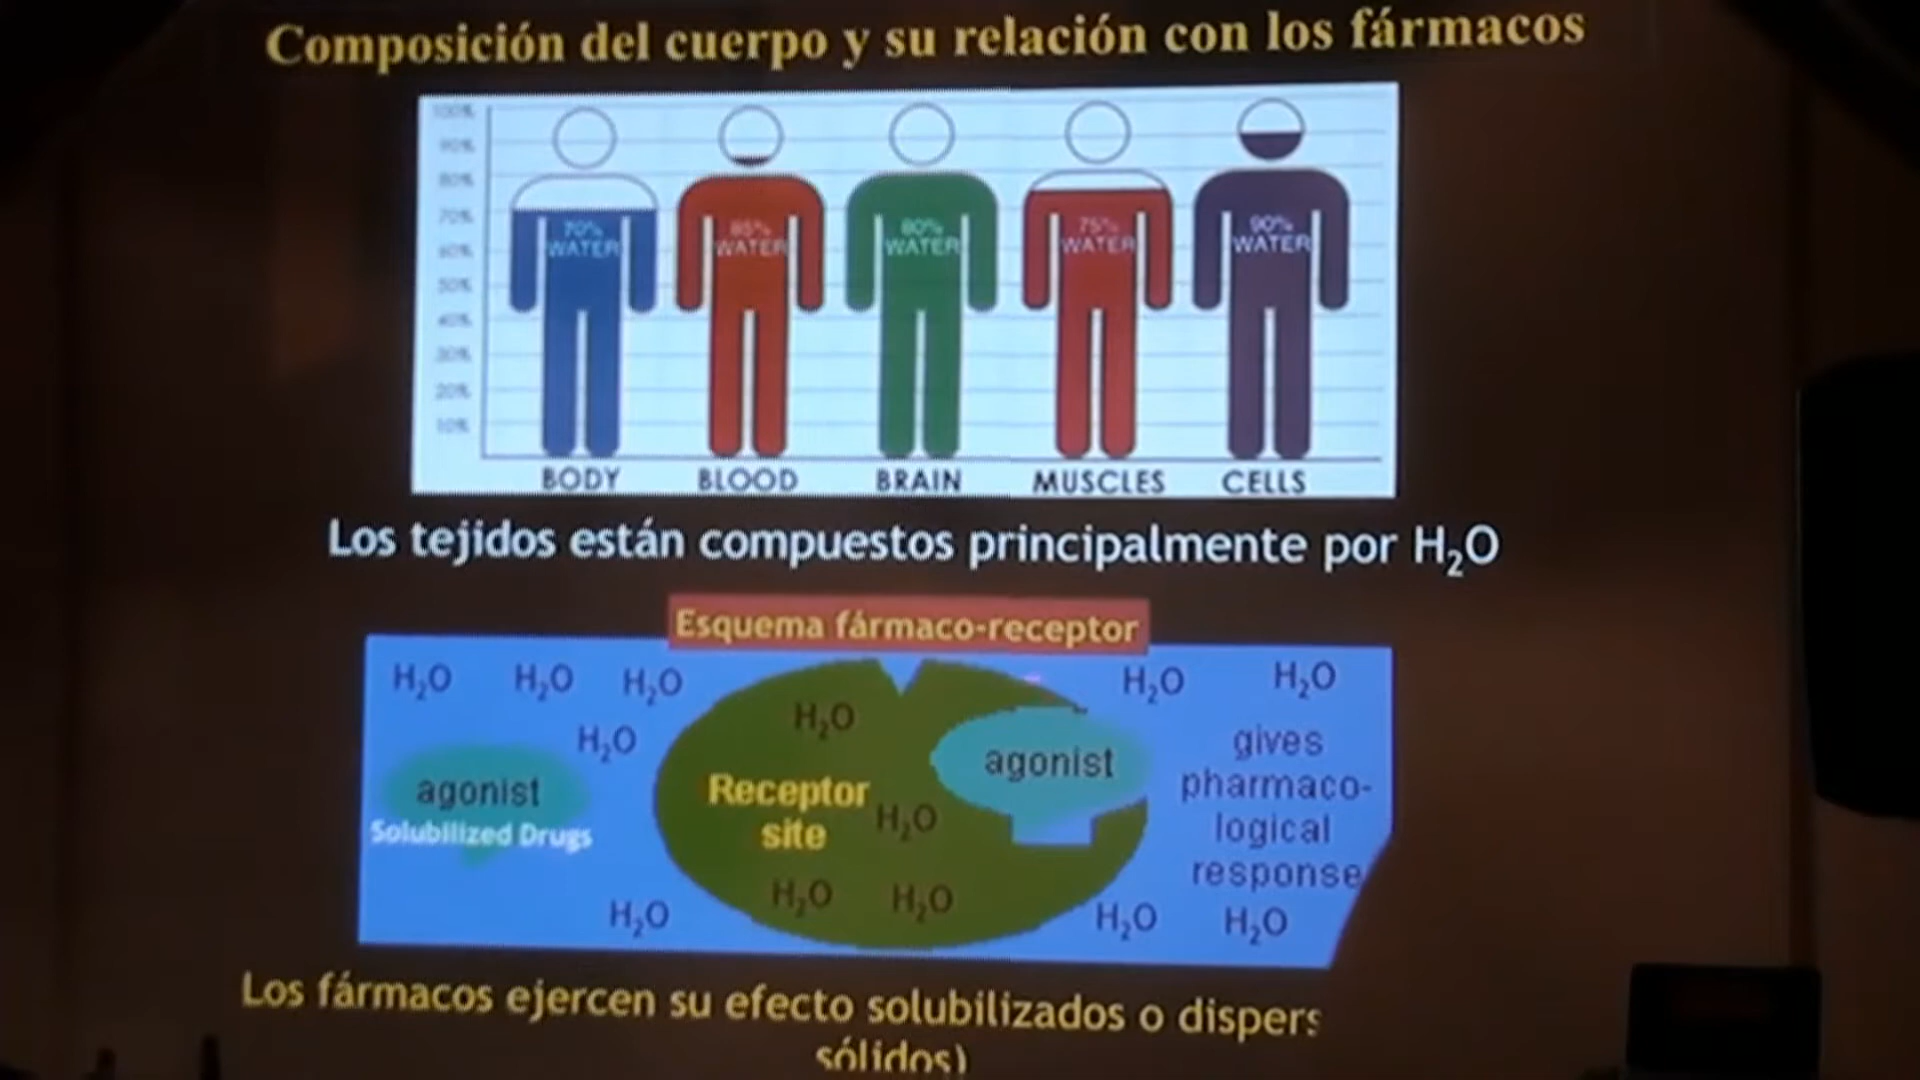 Composición del cuerpo y su relación con los fármacos
100%
90%
80%
70%
60%
50%
40%
30%
20%
10%
70%
WATER
85%
WATER
80%
WATER
75%
WATER
90%
WATER
BODY BLOOD BRAIN MUSCLES CELLS
Los tejidos están compuestos principalmente por H₂O
Esquema fármaco-receptor
H₂O H₂O H₂O H₂O H₂O
H₂O H₂O
agonist
Solubilized Drugs
Receptor
site
H₂O
agonist
gives
pharmaco-
logical
response
H₂O H₂O H₂O H₂O H₂O
Los fármacos ejercen su efecto solubilizados o dispers
sólidos)